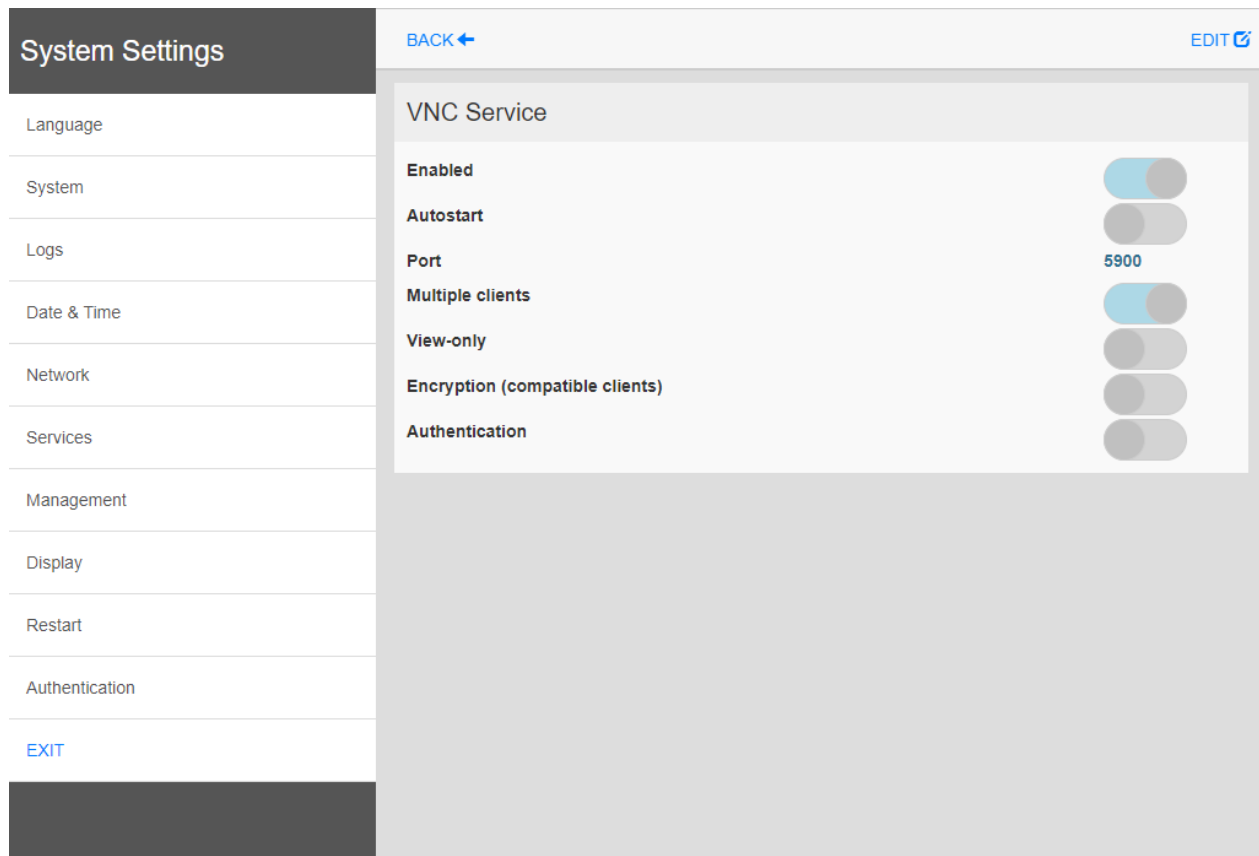 System Settings
BACK
EDIT
Language
System
Logs
Date & Time
Network
Services
Management
Display
Restart
Authentication
EXIT
VNC Service
Enabled
Autostart
Port 5900
Multiple clients
View-only
Encryption (compatible clients)
Authentication